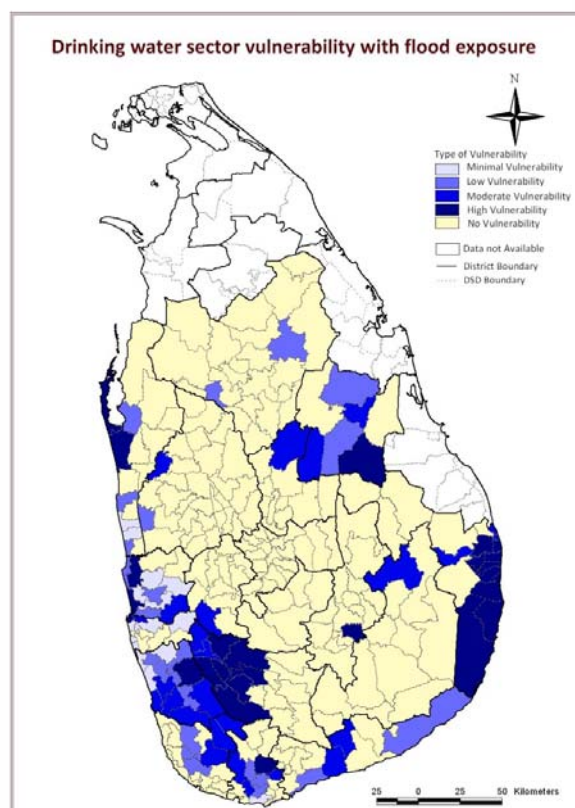 Drinking water sector vulnerability with flood exposure
N
Type of Vulnerability
Minimal Vulnerability
Low Vulnerability
Moderate Vulnerability
High Vulnerability
No Vulnerability
Data not Available
District Boundary
DSD Boundary
25 0 25 50 Kilometers